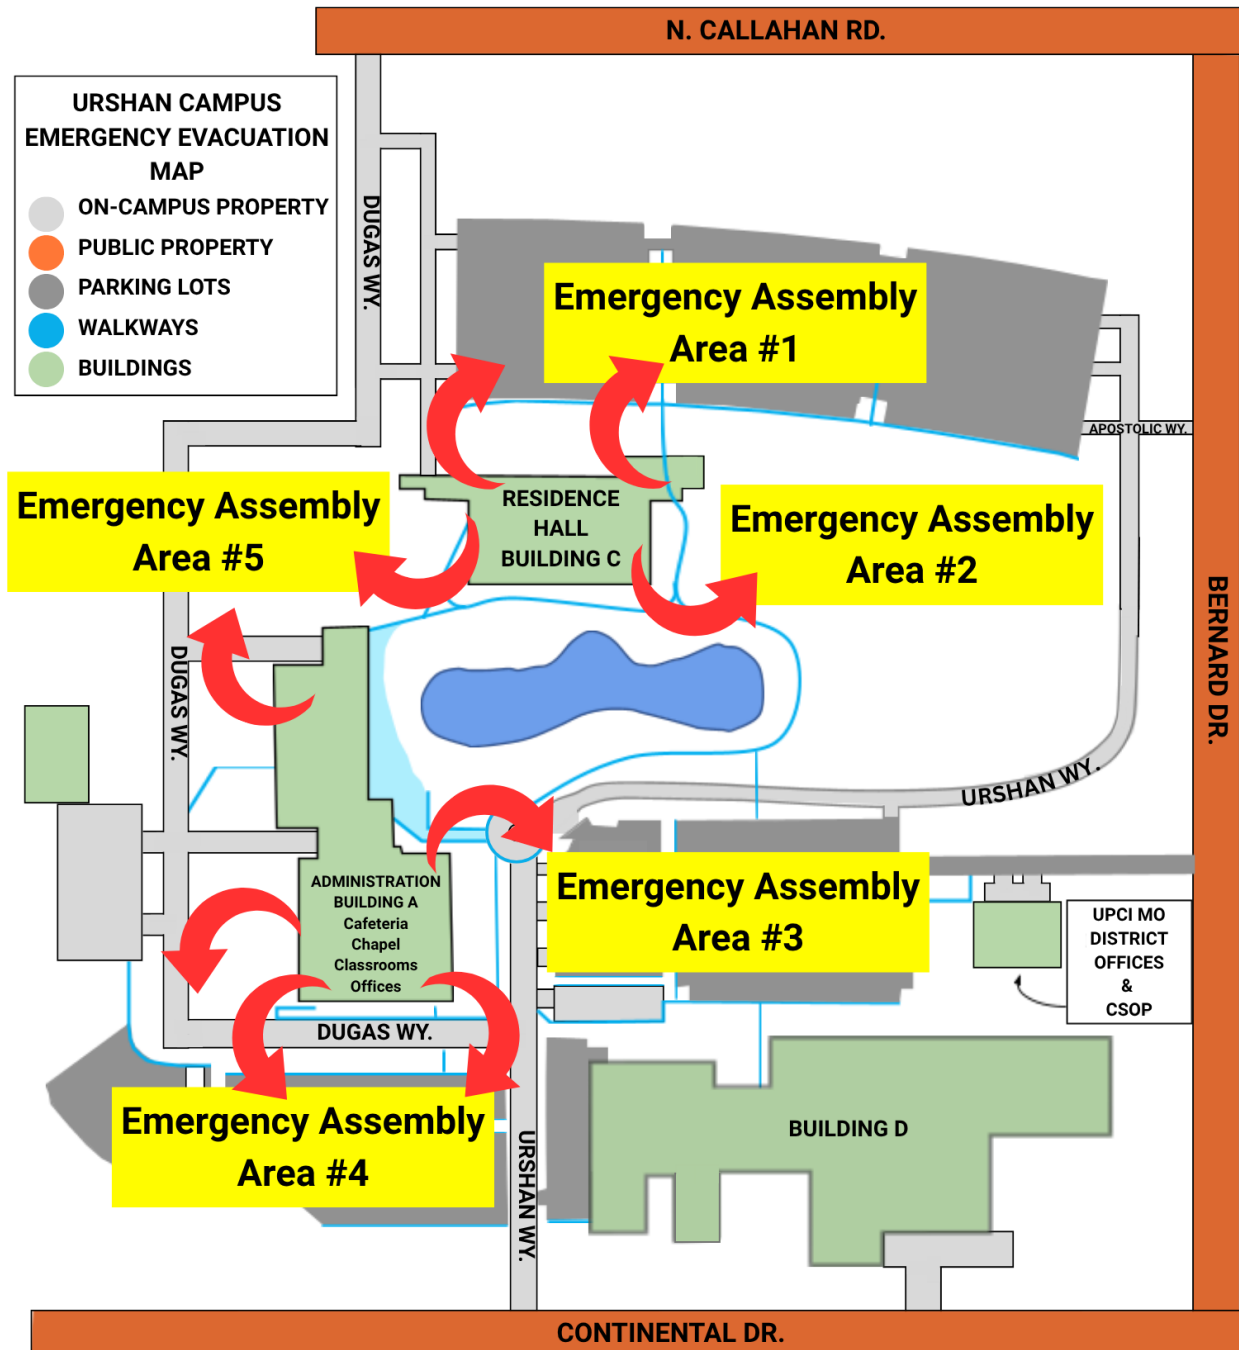 N. CALLAHAN RD.
URSHAN CAMPUS
EMERGENCY EVACUATION
MAP
ON-CAMPUS PROPERTY
PUBLIC PROPERTY
PARKING LOTS
WALKWAYS
BUILDINGS
DUGAS WY.
Emergency Assembly
Area #1
APOSTOLIC WY.
Emergency Assembly
Area #5
RESIDENCE
HALL
BUILDING C
Emergency Assembly
Area #2
BERNARD DR.
DUGAS WY.
URSHAN WY.
ADMINISTRATION
BUILDING A
Cafeteria
Chapel
Classrooms
Offices
Emergency Assembly
Area #3
UPCI MO
DISTRICT
OFFICES
&
CSOP
DUGAS WY.
Emergency Assembly
Area #4
URSHAN WY.
BUILDING D
CONTINENTAL DR.